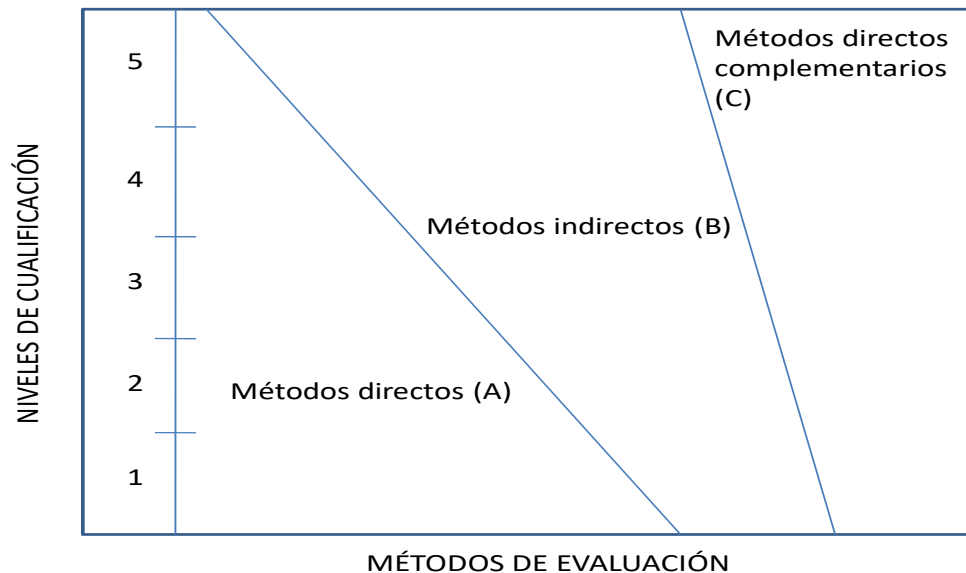 NIVELES DE CUALIFICACIÓN
5
4
3
2
1
Métodos directos
complementarios
(C)
Métodos indirectos (B)
Métodos directos (A)
MÉTODOS DE EVALUACIÓN